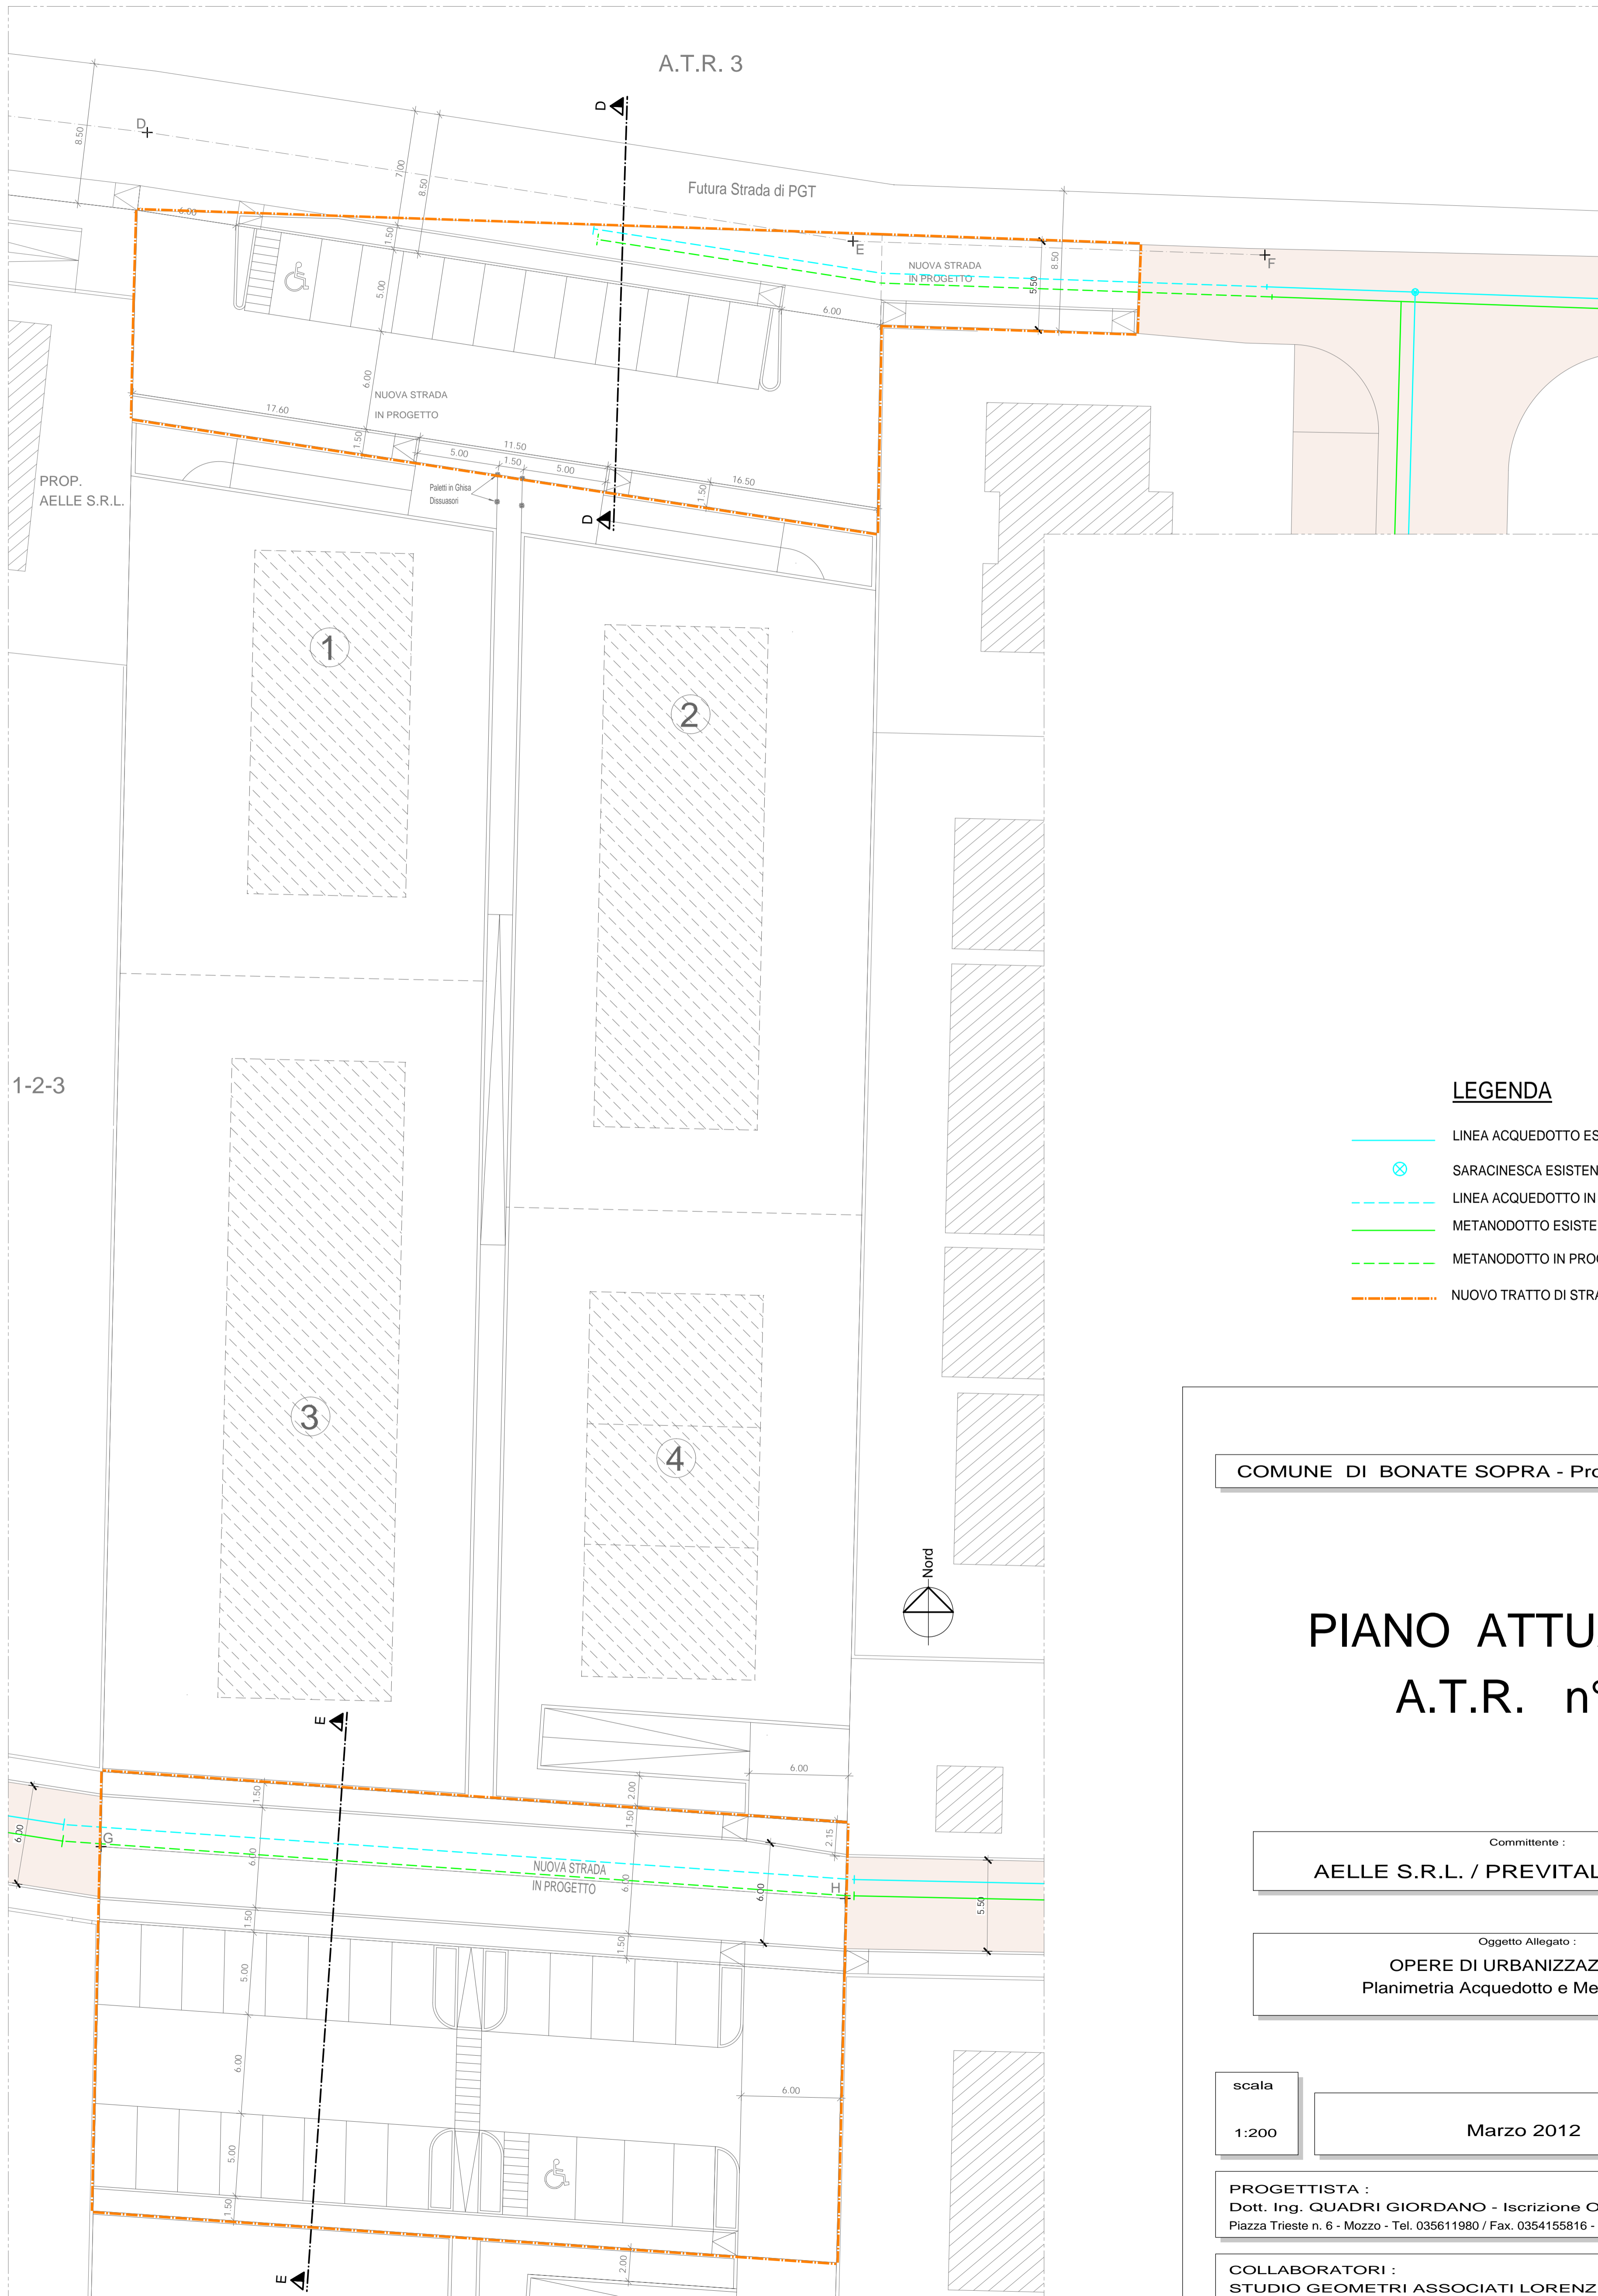 A.T.R. 3
D
D
8.50
7.00
8.50
Futura Strada di PGT
6.00
1.50
E
F
NUOVA STRADA
IN PROGETTO
5.50
8.50
5.00
6.00
6.00
NUOVA STRADA
IN PROGETTO
17.60
1.50
11.50
5.00
1.50
5.00
16.50
1.50
Paletti in Ghisa
Dissuasori
D
PROP.
AELLE S.R.L.
1
2
1-2-3
3
4
LEGENDA
LINEA ACQUEDOTTO ES
SARACINESCA ESISTEN
LINEA ACQUEDOTTO IN
METANODOTTO ESISTE
METANODOTTO IN PROG
NUOVO TRATTO DI STRA
Nord
E
6.00
1.50
2.00
1.50
2.15
6.00
G
6.00
NUOVA STRADA
IN PROGETTO
6.00
6.00
H
5.50
1.50
1.50
5.00
6.00
6.00
5.00
1.50
2.00
E
COMUNE DI BONATE SOPRA - Pro
PIANO ATTUA
A.T.R. n°
Committente :
AELLE S.R.L. / PREVITAL
Oggetto Allegato :
OPERE DI URBANIZZAZ
Planimetria Acquedotto e Me
scala
1:200
Marzo 2012
PROGETTISTA :
Dott. Ing. QUADRI GIORDANO - Iscrizione O
Piazza Trieste n. 6 - Mozzo - Tel. 035611980 / Fax. 0354155816 -
COLLABORATORI :
STUDIO GEOMETRI ASSOCIATI LORENZ